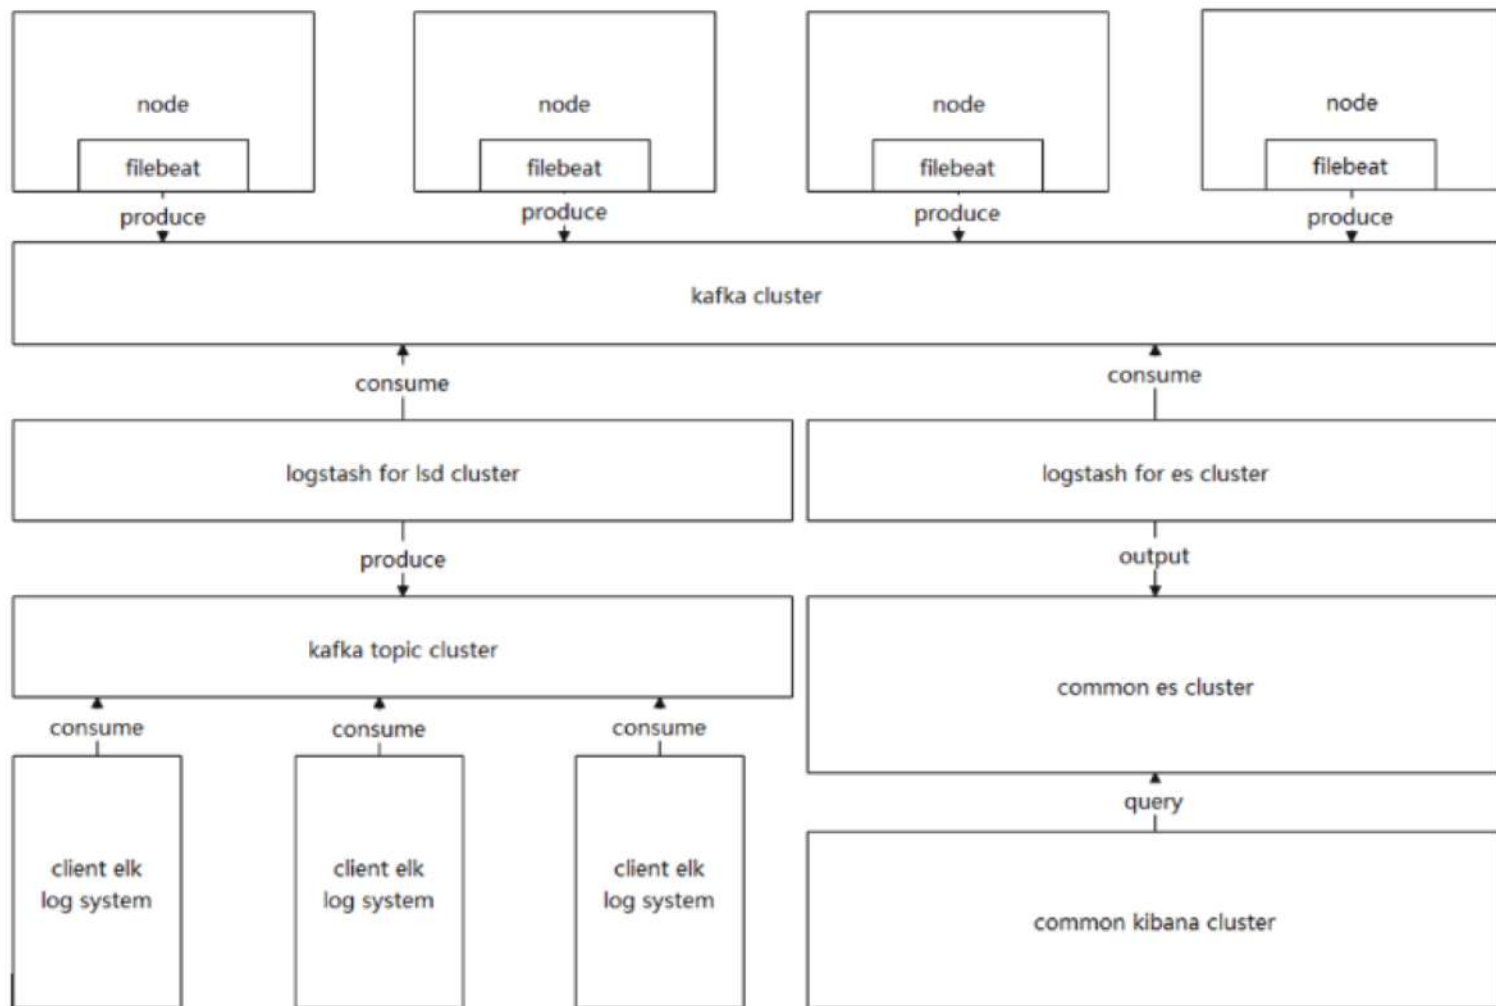 node
node
node
node
filebeat
filebeat
filebeat
filebeat
produce
produce
produce
produce
kafka cluster
consume
consume
logstash for lsd cluster
logstash for es cluster
produce
output
kafka topic cluster
common es cluster
consume
consume
consume
query
client elk
log system
client elk
log system
client elk
log system
common kibana cluster